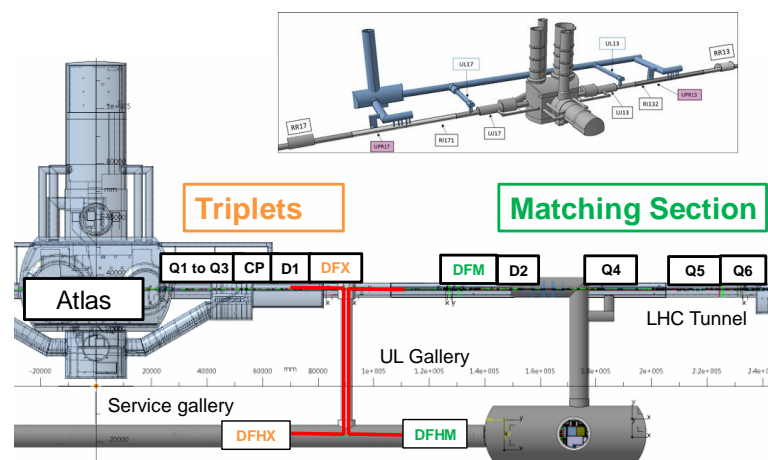 UL17
UL13
RR13
UPR13
RI132
UJ13
UJ17
RI171
UPR17
RR17
Triplets
Matching Section
80000
mm
40000
Q1 to Q3
CP
D1
DFX
DFM
D2
Q4
Q5
Q6
Atlas
x
x
x y
x
x
x
LHC Tunnel
UL Gallery
-20000
20000
40000
60000
mm
1e+005
1.2e+005
1.4e+005
1.6e+005
1.8e+005
2e+005
2.2e+005
Service gallery
DFHX
DFHM
-20000
y
x
y
x
x